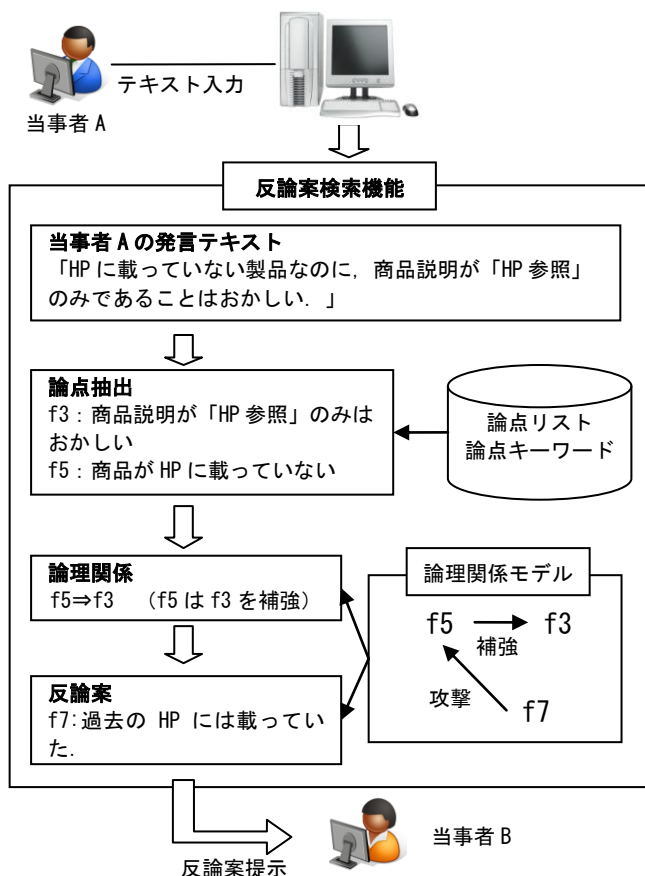 テキスト入力
当事者 A
反論案検索機能
当事者 A の発言テキスト
「HP に載っていない製品なのに，商品説明が「HP 参照」
のみであることはおかしい．」
論点抽出
f3：商品説明が「HP 参照」のみは
おかしい
f5：商品が HP に載っていない
論点リスト
論点キーワード
論理関係
f5⇒f3　（f5 は f3 を補強）
論理関係モデル
f5
f3
補強
攻撃
f7
反論案
f7:過去の HP には載ってい
た.
当事者 B
反論案提示